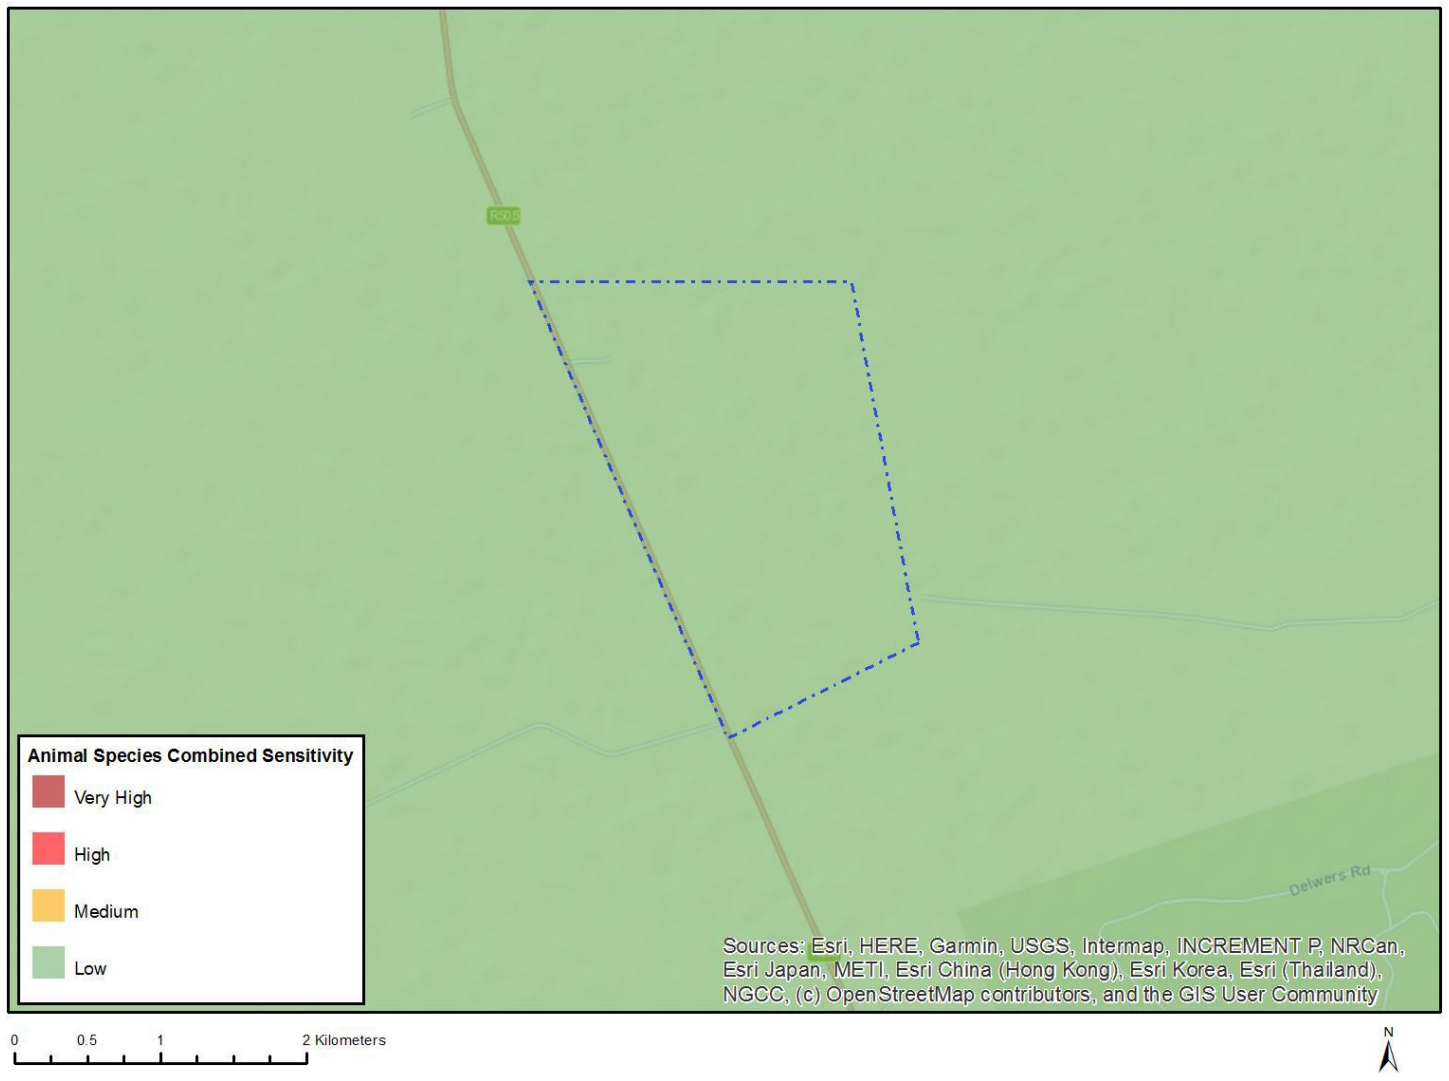 R505
Delwers Rd
Animal Species Combined Sensitivity
Very High
High
Medium
Low
Sources: Esri, HERE, Garmin, USGS, Intermap, INCREMENT P, NRCan,
Esri Japan, METI, Esri China (Hong Kong), Esri Korea, Esri (Thailand),
NGCC, (c) OpenStreetMap contributors, and the GIS User Community
0 0.5 1 2 Kilometers
N